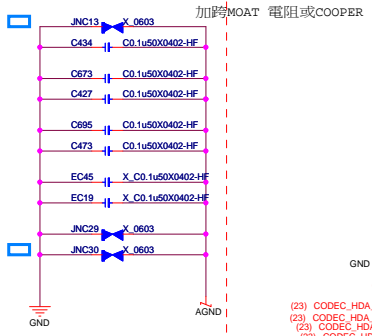 加跨MOAT 電阻或COOPER
JNC13 X_0603
C434 C0.1u50X0402-HF
C673 C0.1u50X0402-HF
C427 C0.1u50X0402-HF
C695 C0.1u50X0402-HF
C473 C0.1u50X0402-HF
EC45 X_C0.1u50X0402-HF
EC19 X_C0.1u50X0402-HF
JNC29 X_0603
JNC30 X_0603
GND
AGND
GND
(23) CODEC_HDA_
(23) CODEC_HDA_
(23) CODEC_HDA